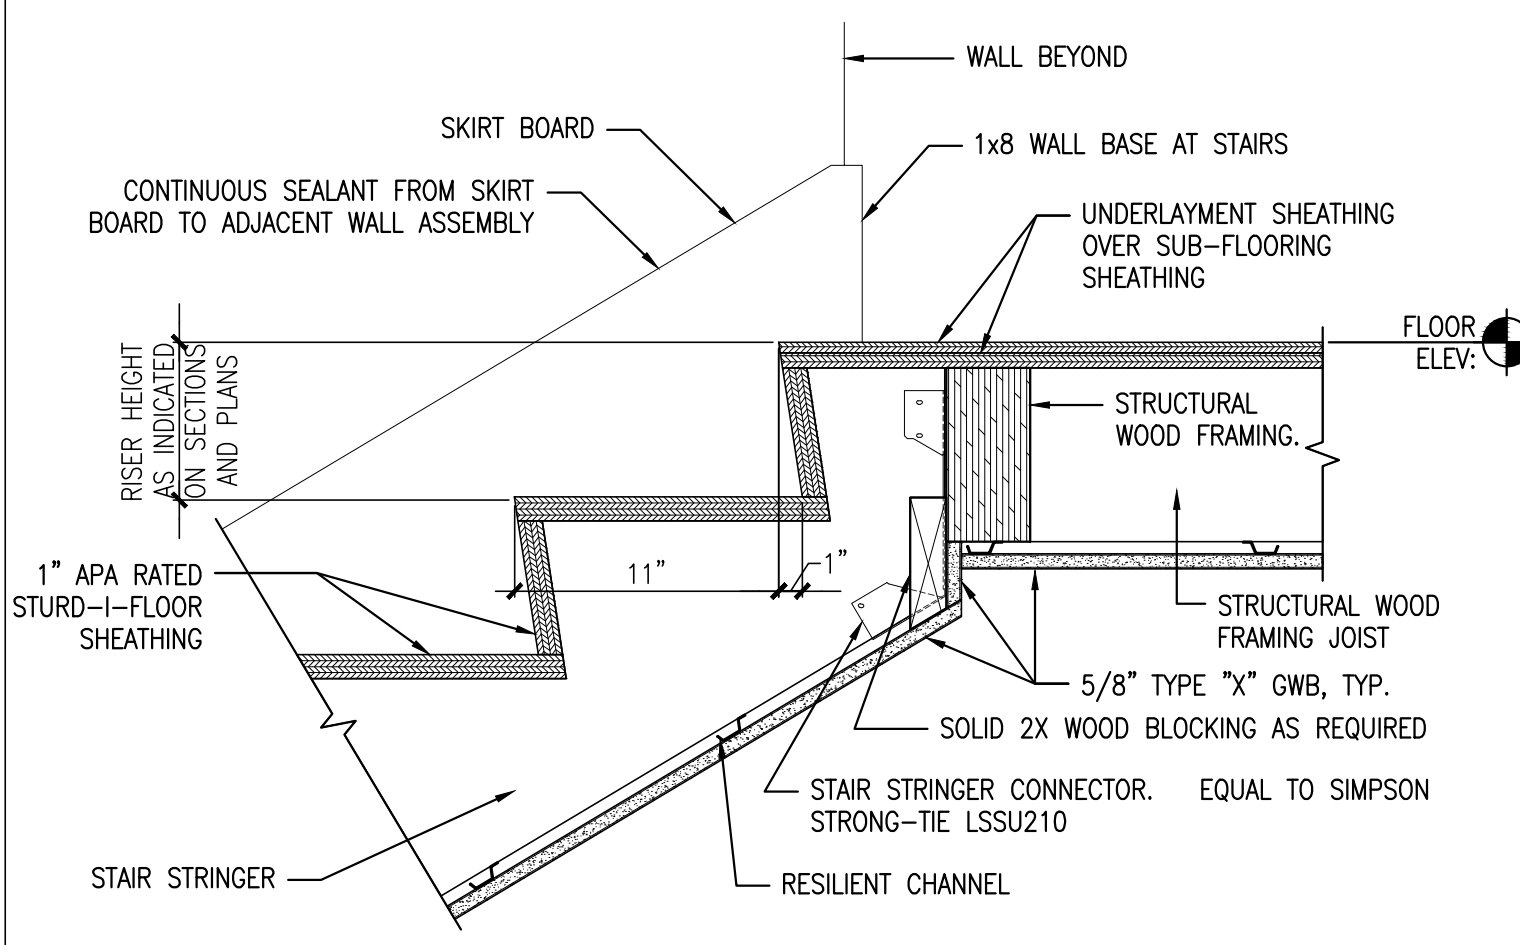 WALL BEYOND
SKIRT BOARD
1x8 WALL BASE AT STAIRS
CONTINUOUS SEALANT FROM SKIRT
BOARD TO ADJACENT WALL ASSEMBLY
UNDERLAYMENT SHEATHING
OVER SUB-FLOORING
SHEATHING
FLOOR
ELEV:
RISER HEIGHT
AS INDICATED
ON SECTIONS
AND PLANS
STRUCTURAL
WOOD FRAMING.
11"
1"
1" APA RATED
STURD-I-FLOOR
SHEATHING
STRUCTURAL WOOD
FRAMING JOIST
5/8" TYPE "X" GWB, TYP.
SOLID 2X WOOD BLOCKING AS REQUIRED
STAIR STRINGER CONNECTOR. EQUAL TO SIMPSON
STRONG-TIE LSSU210
STAIR STRINGER
RESILIENT CHANNEL